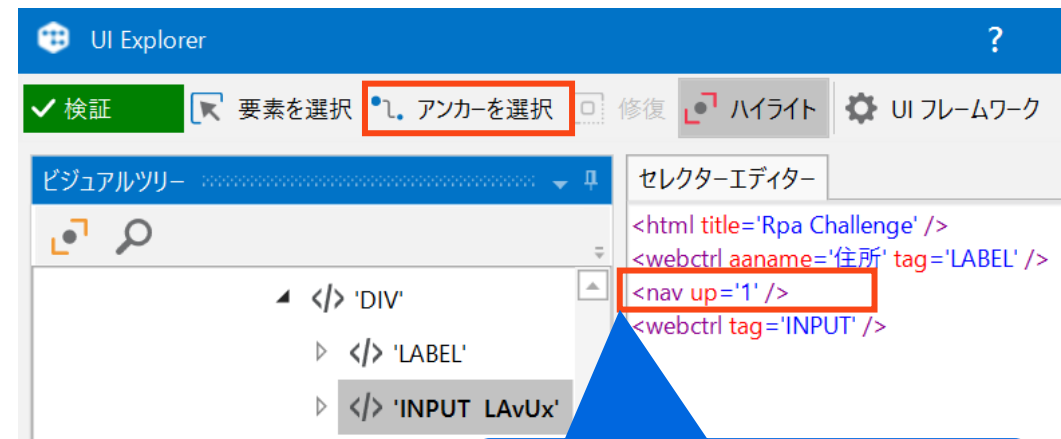 UI Explorer ?
検証 要素を選択 アンカーを選択 修復 ハイライト UI フレームワーク
ビジュアルツリー
セレクターエディター
<html title='Rpa Challenge' />
<webctrl aaname='住所' tag='LABEL' />
<nav up='1' />
<webctrl tag='INPUT' />
</> 'DIV'
</> 'LABEL'
</> 'INPUT LAvUx'